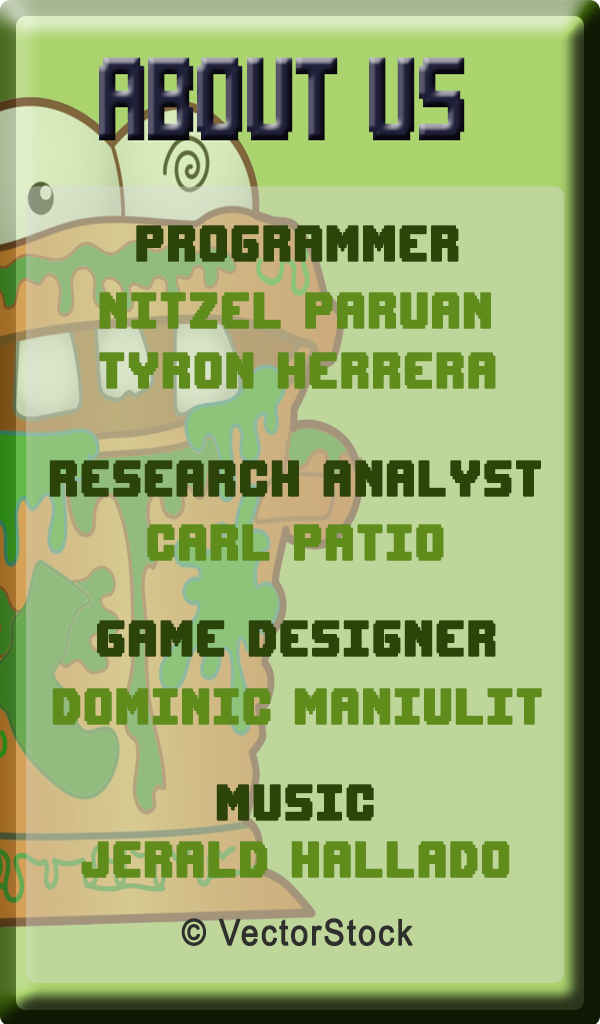 ABOUT US
PROGRAMMER
NITZEL PARUAN
TYRON HERRERA
RESEARCH ANALYST
CARL PATIO
GAME DESIGNER
DOMINIC MANIULIT
MUSIC
JERALD HALLADO
© VectorStock